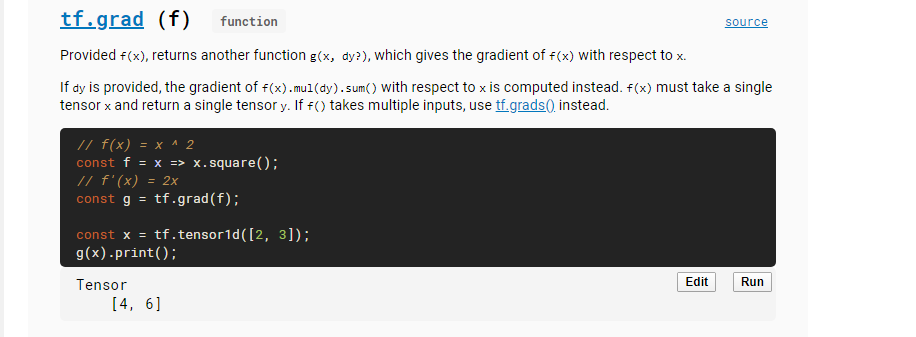 tf.grad (f) function source
Provided f(x), returns another function g(x, dy?), which gives the gradient of f(x) with respect to x.
If dy is provided, the gradient of f(x).mul(dy).sum() with respect to x is computed instead. f(x) must take a single
tensor x and return a single tensor y. If f() takes multiple inputs, use tf.grads() instead.
// f(x) = x ^ 2
const f = x => x.square();
// f'(x) = 2x
const g = tf.grad(f);
const x = tf.tensor1d([2, 3]);
g(x).print();
Tensor Edit Run
[4, 6]